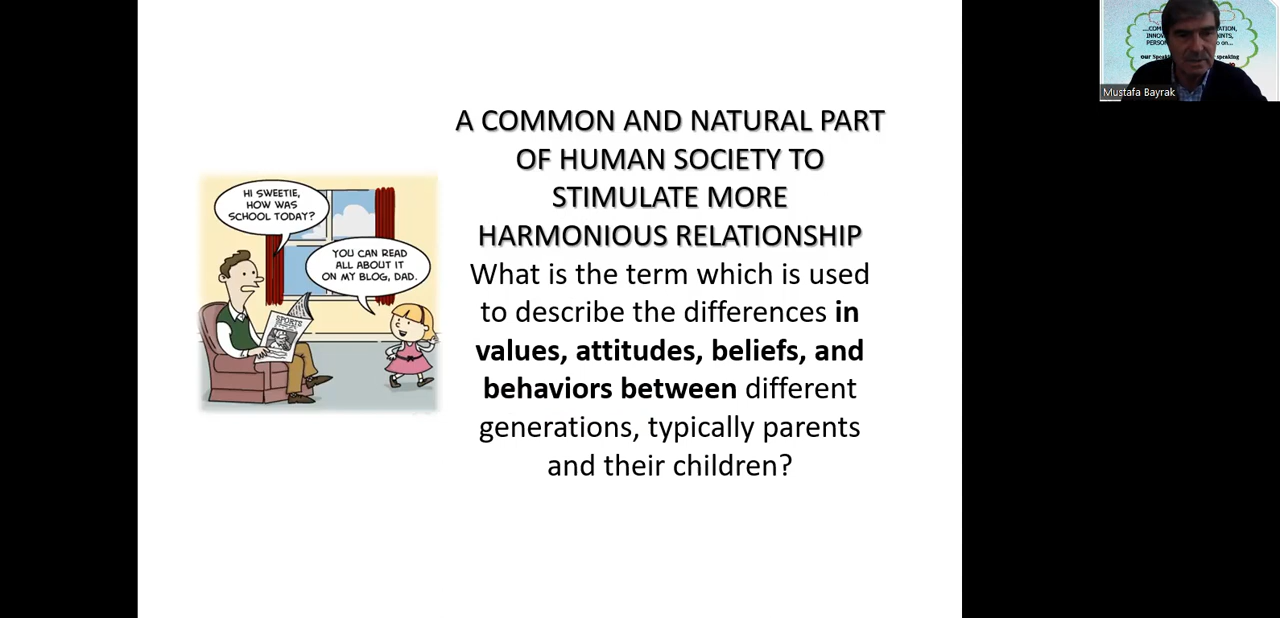 A COMMON AND NATURAL PART
OF HUMAN SOCIETY TO
STIMULATE MORE
HARMONIOUS RELATIONSHIP
What is the term which is used
to describe the differences in
values, attitudes, beliefs, and
behaviors between different
generations, typically parents
and their children?
HI SWEETIE,
HOW WAS
SCHOOL TODAY?
YOU CAN READ
ALL ABOUT IT
ON MY BLOG, DAD.
SPORTS
Mustafa Bayrak